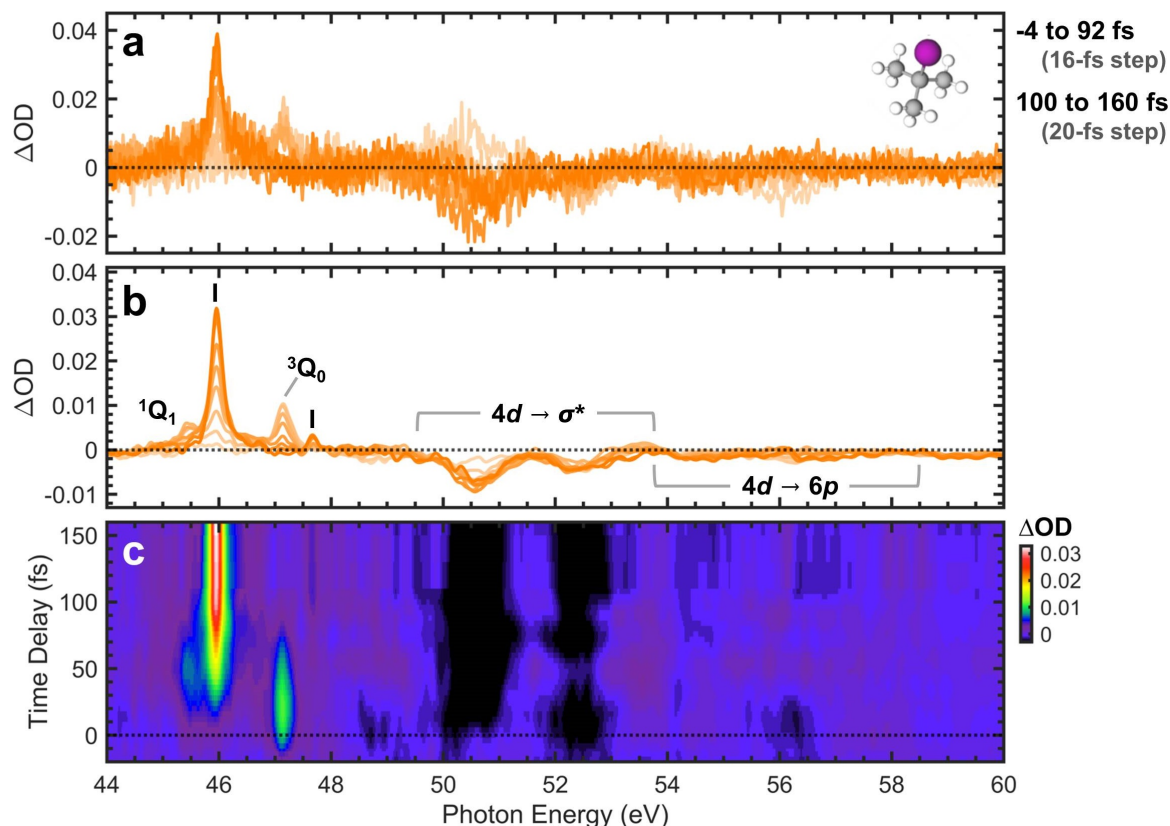 a
ΔOD
0.04
0.02
0
-0.02
-4 to 92 fs
(16-fs step)
100 to 160 fs
(20-fs step)
b
ΔOD
0.04
0.03
0.02
0.01
0
-0.01
I
¹Q₁
³Q₀
I
4d → σ*
4d → 6p
c
Time Delay (fs)
150
100
50
0
ΔOD
0.03
0.02
0.01
0
44 46 48 50 52 54 56 58 60
Photon Energy (eV)